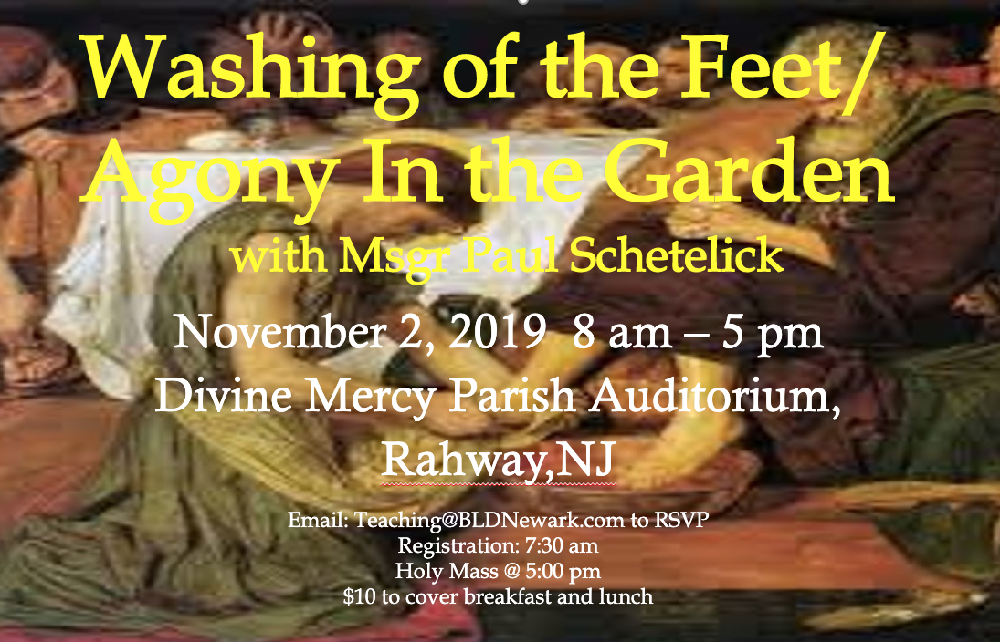 Washing of the Feet/
Agony In the Garden
with Msgr Paul Schetelick
November 2, 2019  8 am – 5 pm
Divine Mercy Parish Auditorium,
Rahway,NJ
Email: Teaching@BLDNewark.com to RSVP
Registration: 7:30 am
Holy Mass @ 5:00 pm
$10 to cover breakfast and lunch